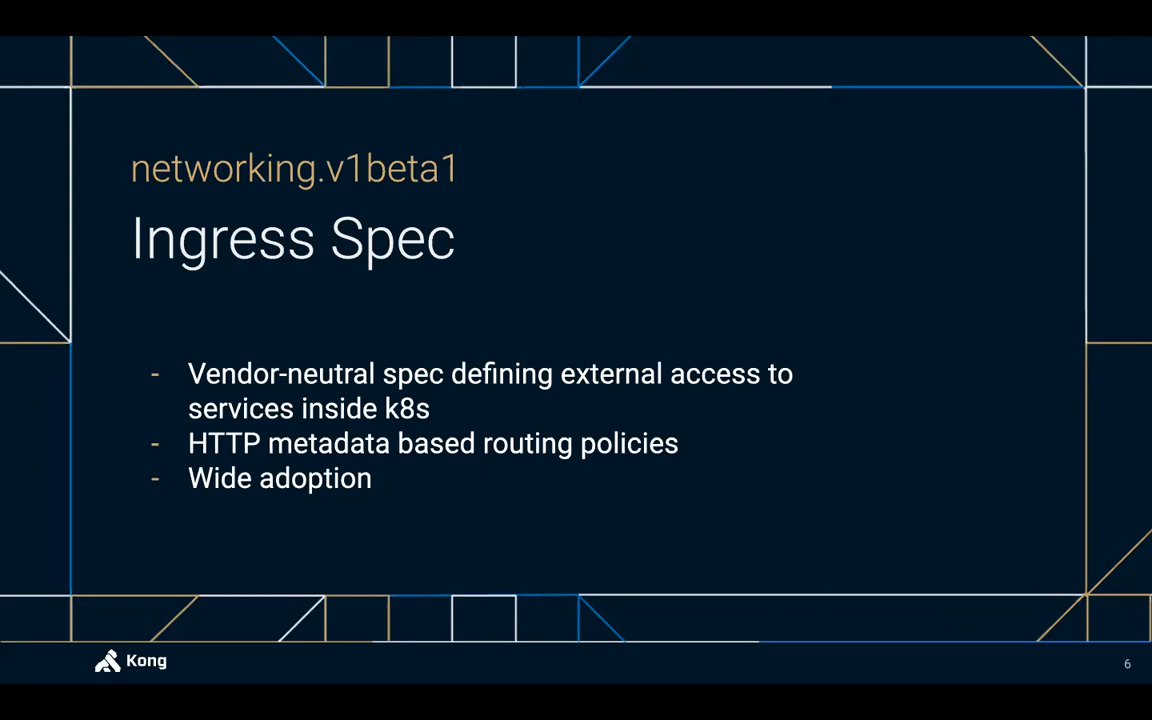 networking.v1beta1
Ingress Spec
- Vendor-neutral spec defining external access to
services inside k8s
- HTTP metadata based routing policies
- Wide adoption
Kong
6